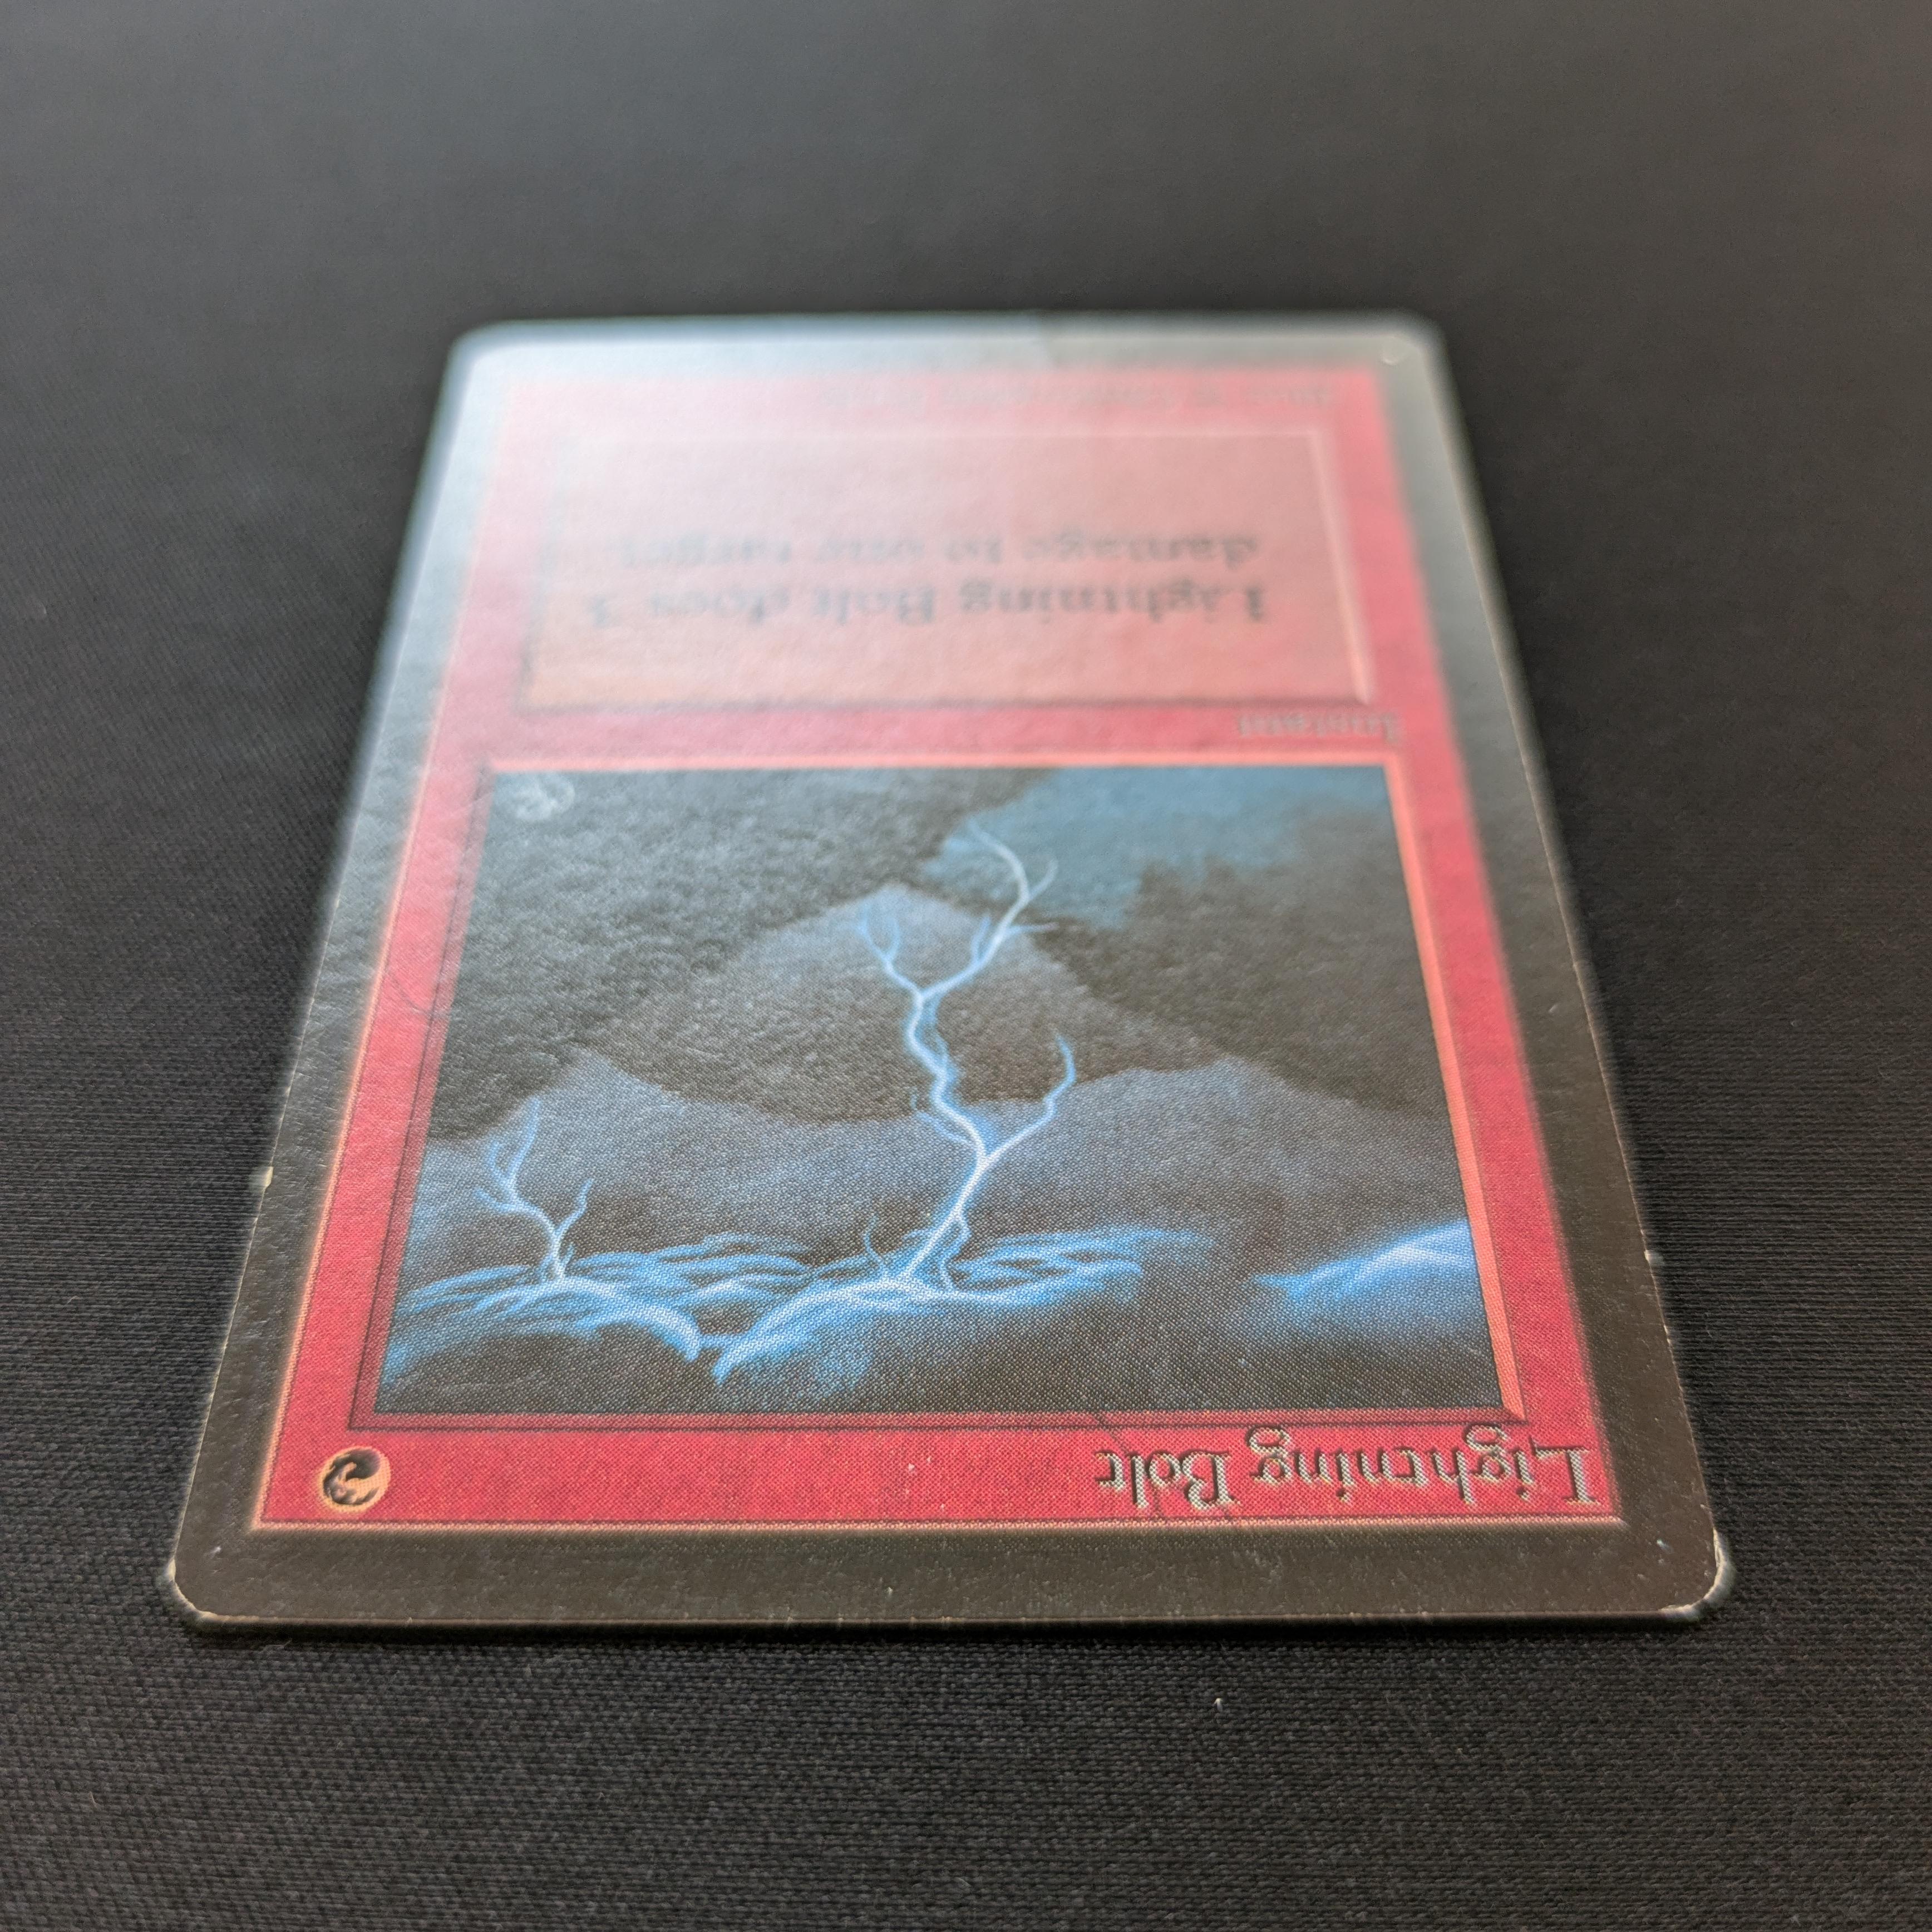 Lightning Bolt
Instant
Lightning Bolt does 3
damage to one target.